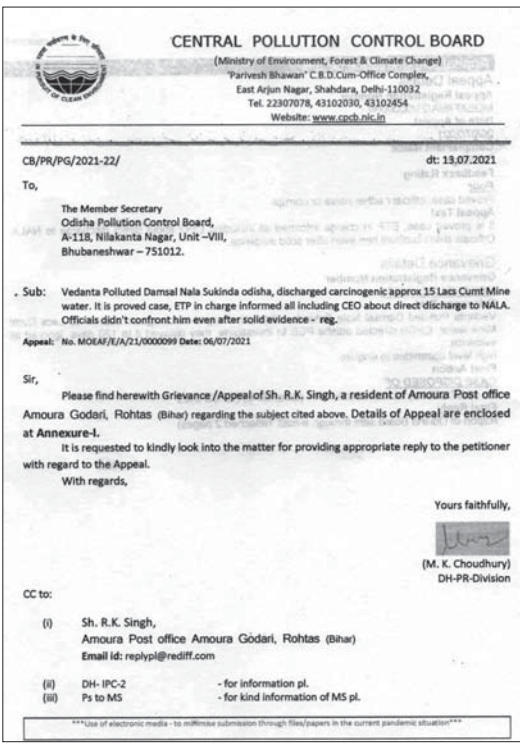 CENTRAL POLLUTION CONTROL BOARD
(Ministry of Environment, Forest & Climate Change)
'Parivesh Bhawan' C.B.D.Cum-Office Complex,
East Arjun Nagar, Shahdara, Delhi-110032
Tel. 22307078, 43102030, 43102454
Website: www.cpcb.nic.in
CB/PR/PG/2021-22/ dt: 13.07.2021
To,
The Member Secretary
Odisha Pollution Control Board,
A-118, Nilakanta Nagar, Unit –VIII,
Bhubaneshwar – 751012.
Sub: Vedanta Polluted Damsal Nala Sukinda odisha, discharged carcinogenic approx 15 Lacs Cumt Mine
water. It is proved case, ETP in charge informed all including CEO about direct discharge to NALA.
Officials didn't confront him even after solid evidence - reg.
Appeal: No. MOEAF/E/A/21/0000099 Date: 06/07/2021
Sir,
Please find herewith Grievance /Appeal of Sh. R.K. Singh, a resident of Amoura Post office
Amoura Godari, Rohtas (Bihar) regarding the subject cited above. Details of Appeal are enclosed
at Annexure-I.
It is requested to kindly look into the matter for providing appropriate reply to the petitioner
with regard to the Appeal.
With regards,
Yours faithfully,
(M. K. Choudhury)
DH-PR-Division
CC to:
(i) Sh. R.K. Singh,
Amoura Post office Amoura Godari, Rohtas (Bihar)
Email id: replypl@rediff.com
(ii) DH- IPC-2 - for information pl.
(iii) Ps to MS - for kind information of MS pl.
***Use of electronic media - to minimise submission through files/papers in the current pandemic situation***